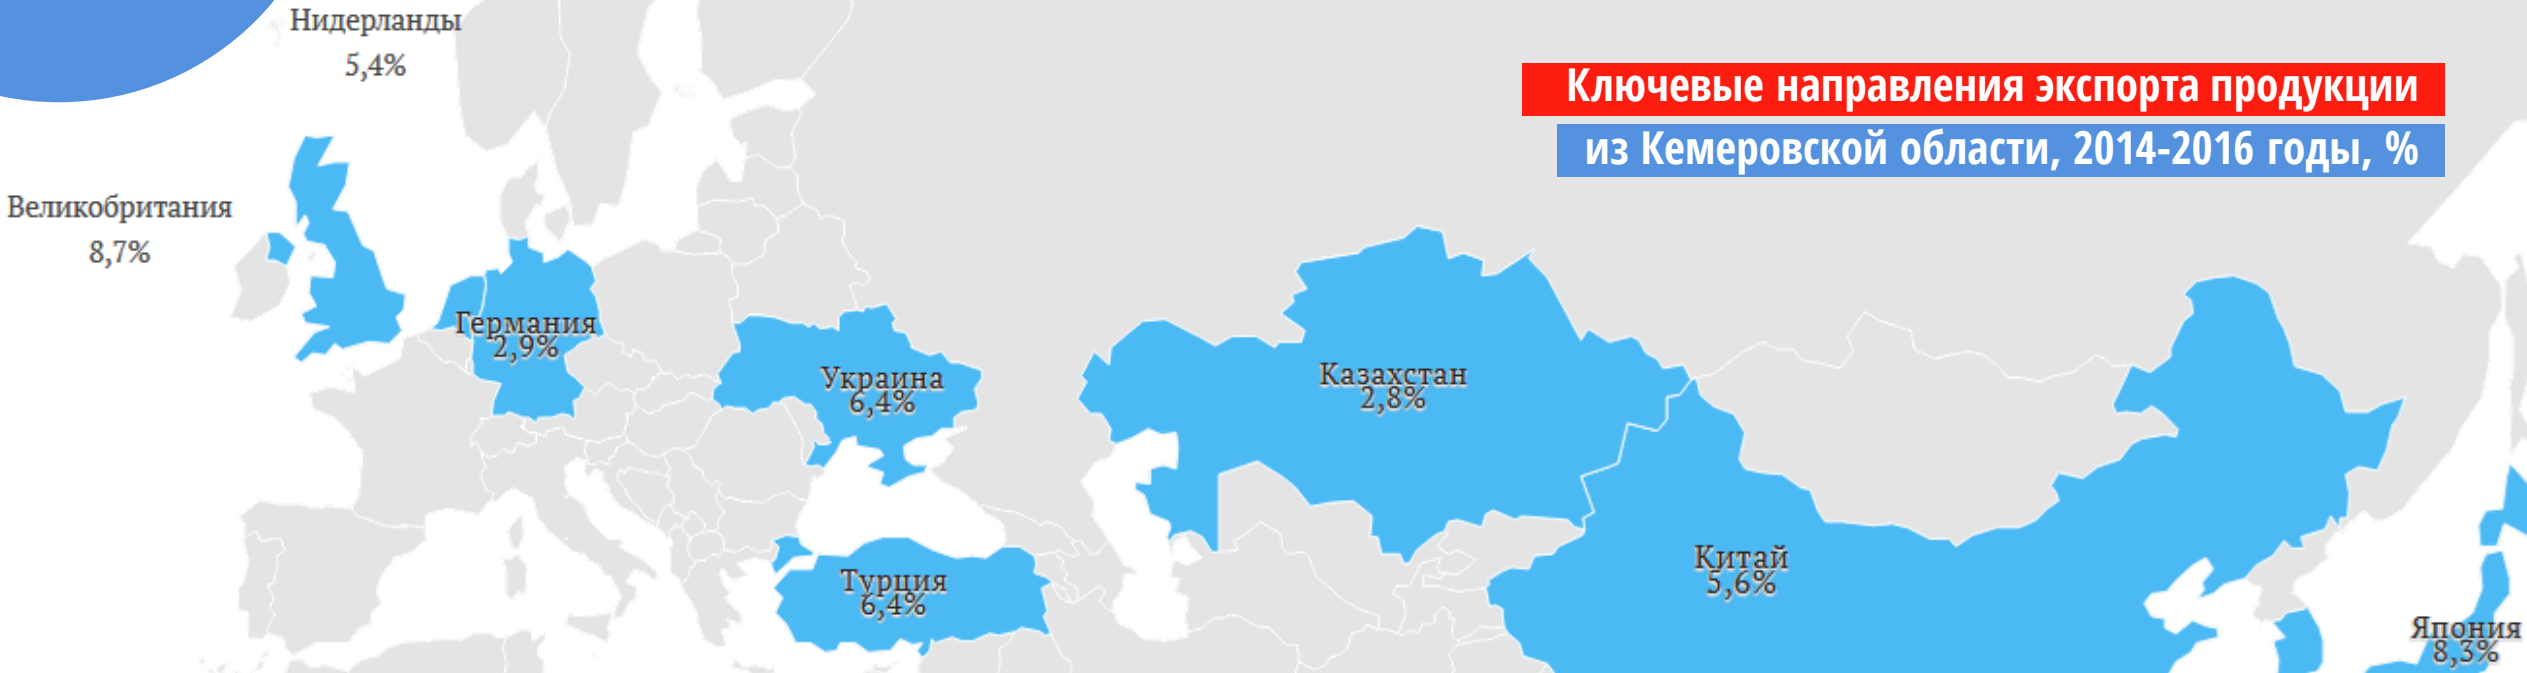 Нидерланды
5,4%
Ключевые направления экспорта продукции
из Кемеровской области, 2014-2016 годы, %
Великобритания
8,7%
Германия
2,9%
Украина
6,4%
Казахстан
2,8%
Китай
5,6%
Турция
6,4%
Япония
8,3%